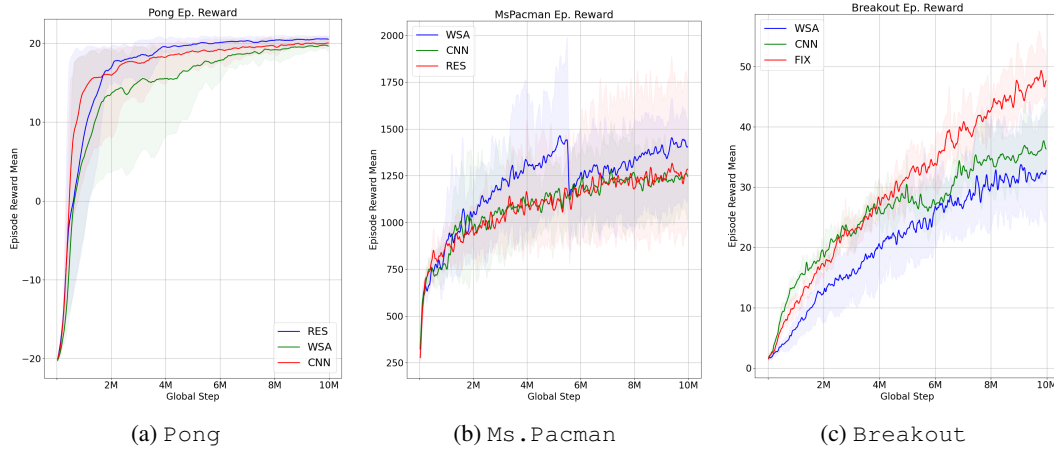 Pong Ep. Reward
20
10
0
−10
−20
Episode Reward Mean
RES
WSA
CNN
2M 4M 6M 8M 10M
Global Step
(a) Pong
MsPacman Ep. Reward
WSA
CNN
RES
2000
1750
1500
1250
1000
750
500
250
Episode Reward Mean
2M 4M 6M 8M 10M
Global Step
(b) Ms.Pacman
Breakout Ep. Reward
WSA
CNN
FIX
50
40
30
20
10
0
Episode Reward Mean
2M 4M 6M 8M 10M
Global Step
(c) Breakout